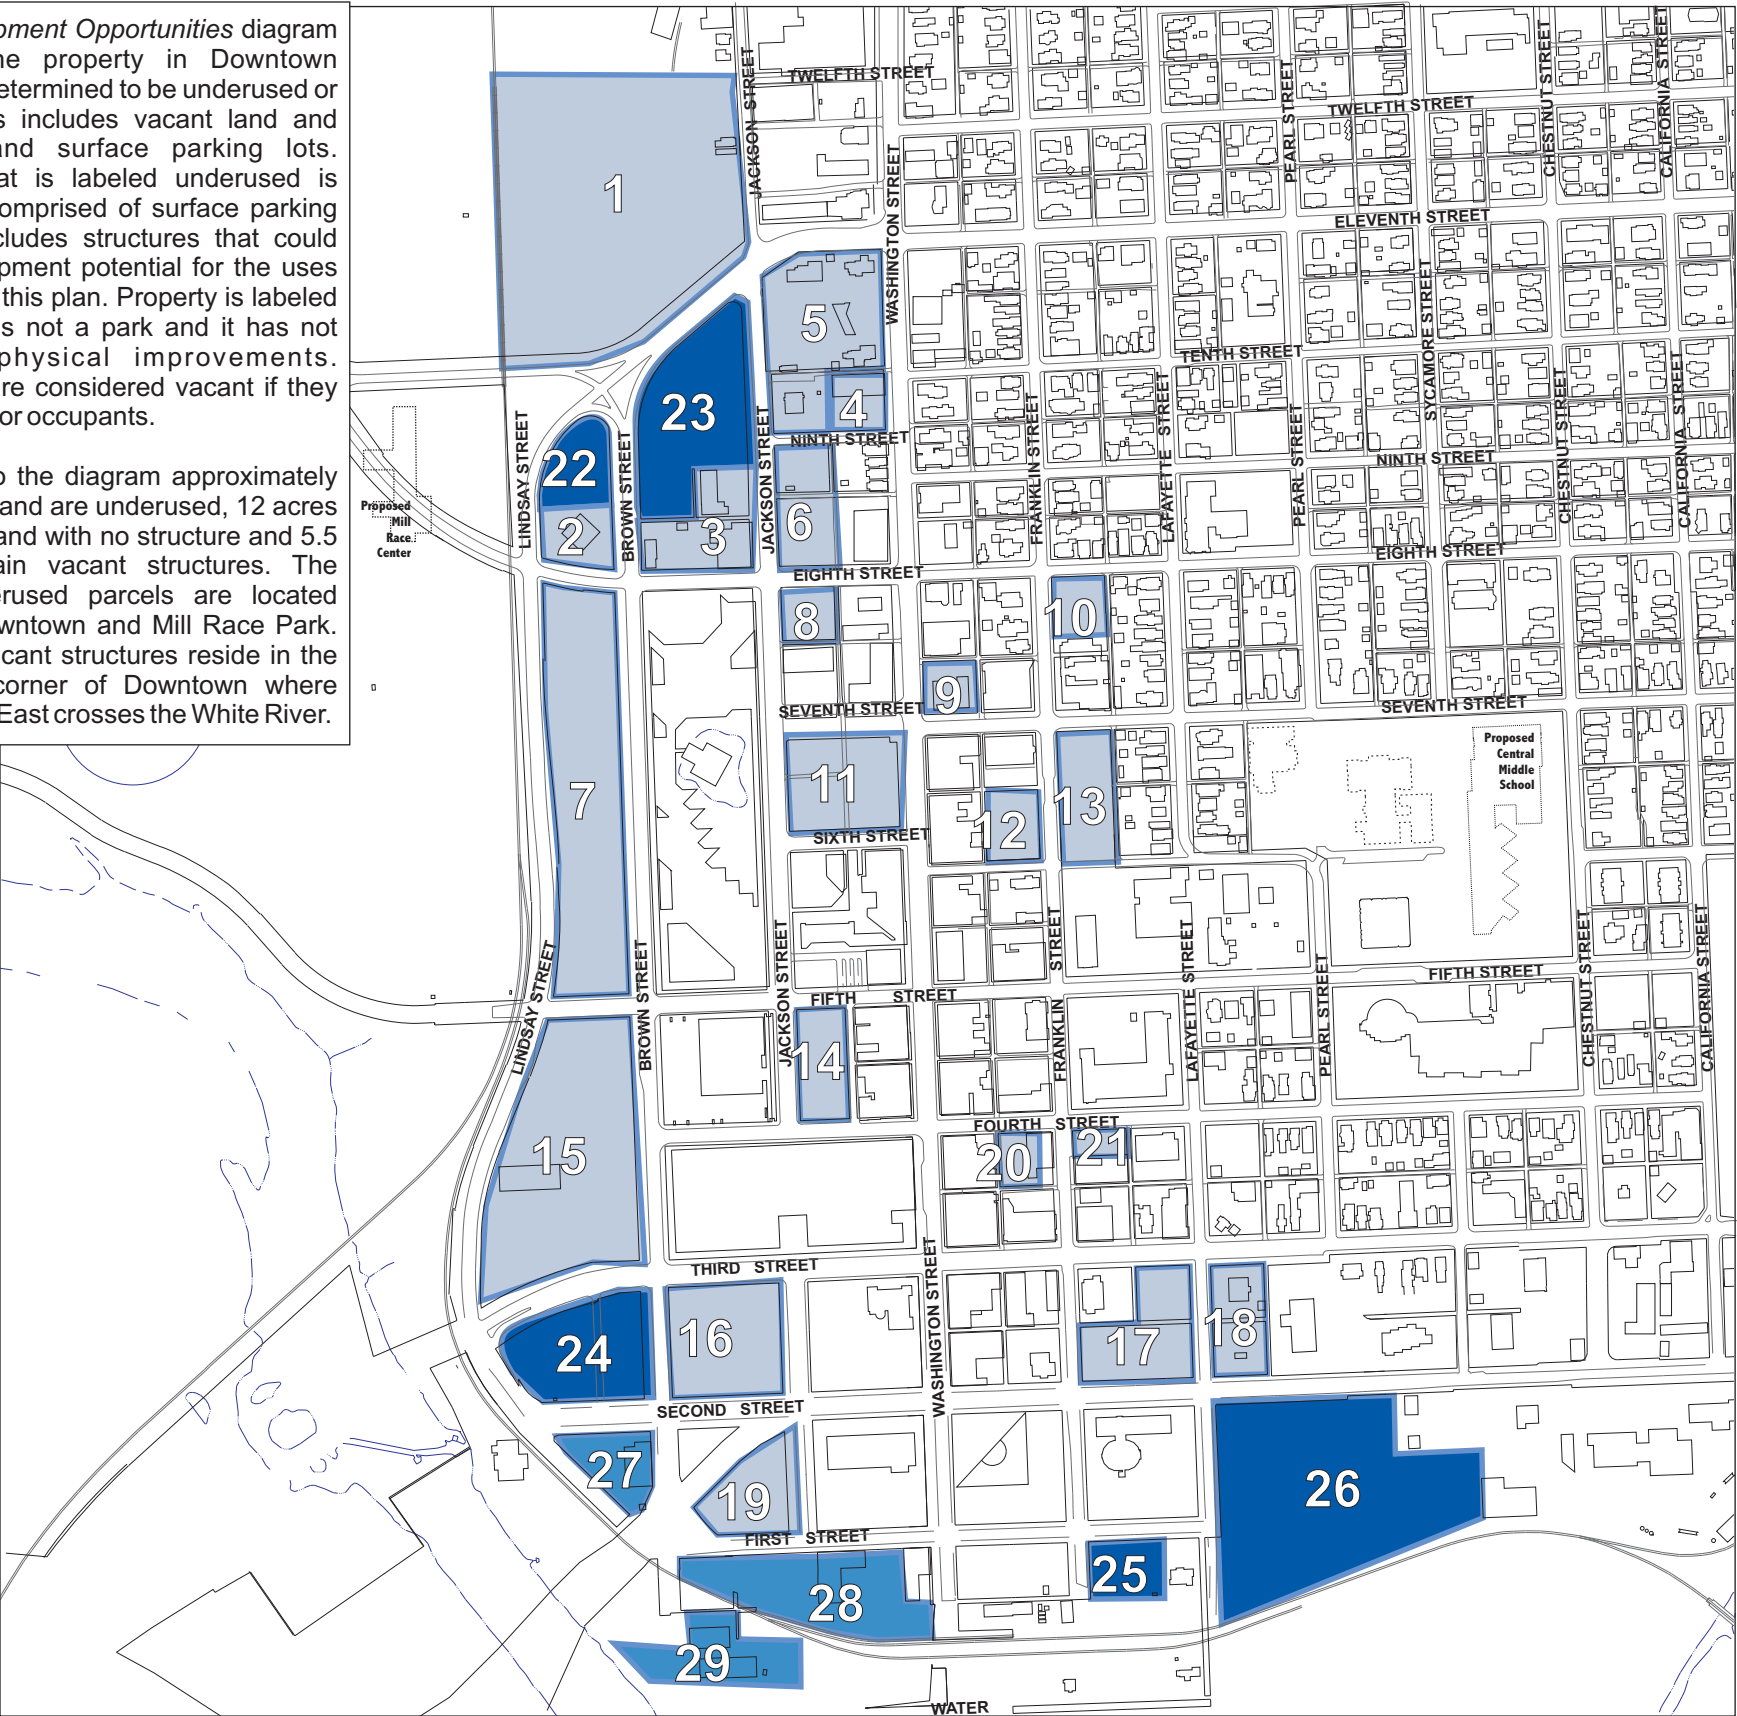 pment Opportunities diagram
ne property in Downtown
etermined to be underused or
s includes vacant land and
and surface parking lots.
at is labeled underused is
omprised of surface parking
cludes structures that could
pment potential for the uses
this plan. Property is labeled
s not a park and it has not
physical improvements.
re considered vacant if they
or occupants.
o the diagram approximately
and are underused, 12 acres
and with no structure and 5.5
ain vacant structures. The
erused parcels are located
wntown and Mill Race Park.
cant structures reside in the
corner of Downtown where
East crosses the White River.
TWELFTH STREET
TWELFTH STREET
JACKSON STREET
WASHINGTON STREET
PEARL STREET
CHESTNUT STREET
CALIFORNIA STREET
1
ELEVENTH STREET
5
SYCAMORE STREET
TENTH STREET
23
4
NINTH STREET
NINTH STREET
22
LINDSAY STREET
BROWN STREET
JACKSON STREET
FRANKLIN STREET
LAFAYETTE STREET
PEARL STREET
CHESTNUT STREET
CALIFORNIA STREET
Proposed
Mill
Race
Center
2
3
6
EIGHTH STREET
EIGHTH STREET
8
10
9
SEVENTH STREET
SEVENTH STREET
Proposed
Central
Middle
School
7
11
12
13
SIXTH STREET
LINDSAY STREET
BROWN STREET
JACKSON STREET
STREET
FRANKLIN
LAFAYETTE STREET
PEARL STREET
CHESTNUT STREET
CALIFORNIA STREET
FIFTH STREET
FIFTH STREET
14
15
FOURTH STREET
20
21
THIRD STREET
WASHINGTON STREET
24
16
17
18
SECOND STREET
27
19
26
FIRST STREET
25
28
29
WATER